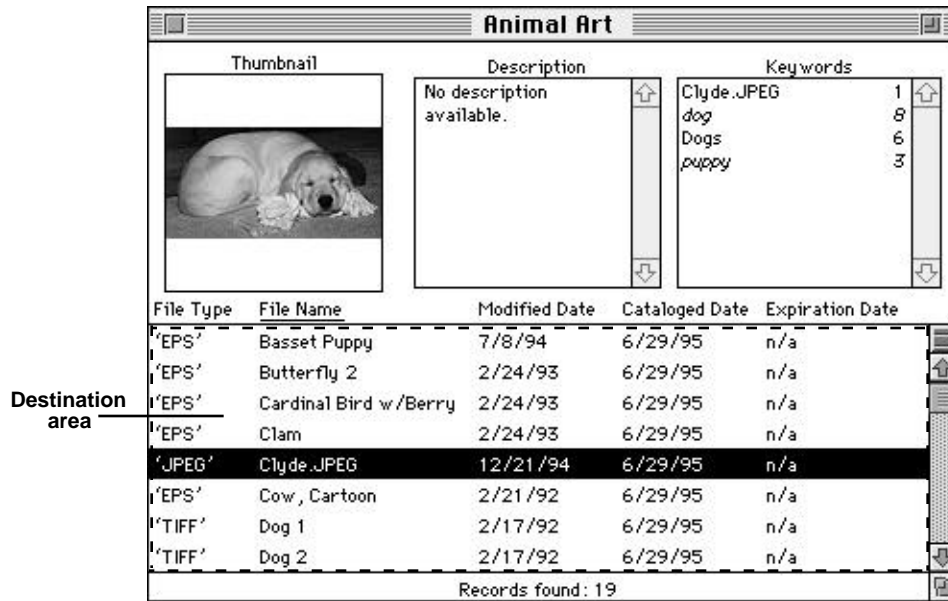 Animal Art
Thumbnail
Description
Keywords
No description
available.
Clyde.JPEG 1
dog 8
Dogs 6
puppy 3
File Type File Name Modified Date Cataloged Date Expiration Date
'EPS' Basset Puppy 7/8/94 6/29/95 n/a
'EPS' Butterfly 2 2/24/93 6/29/95 n/a
Destination
area
'EPS' Cardinal Bird w/Berry 2/24/93 6/29/95 n/a
'EPS' Clam 2/24/93 6/29/95 n/a
'JPEG' Clyde.JPEG 12/21/94 6/29/95 n/a
'EPS' Cow, Cartoon 2/21/92 6/29/95 n/a
'TIFF' Dog 1 2/17/92 6/29/95 n/a
'TIFF' Dog 2 2/17/92 6/29/95 n/a
Records found: 19